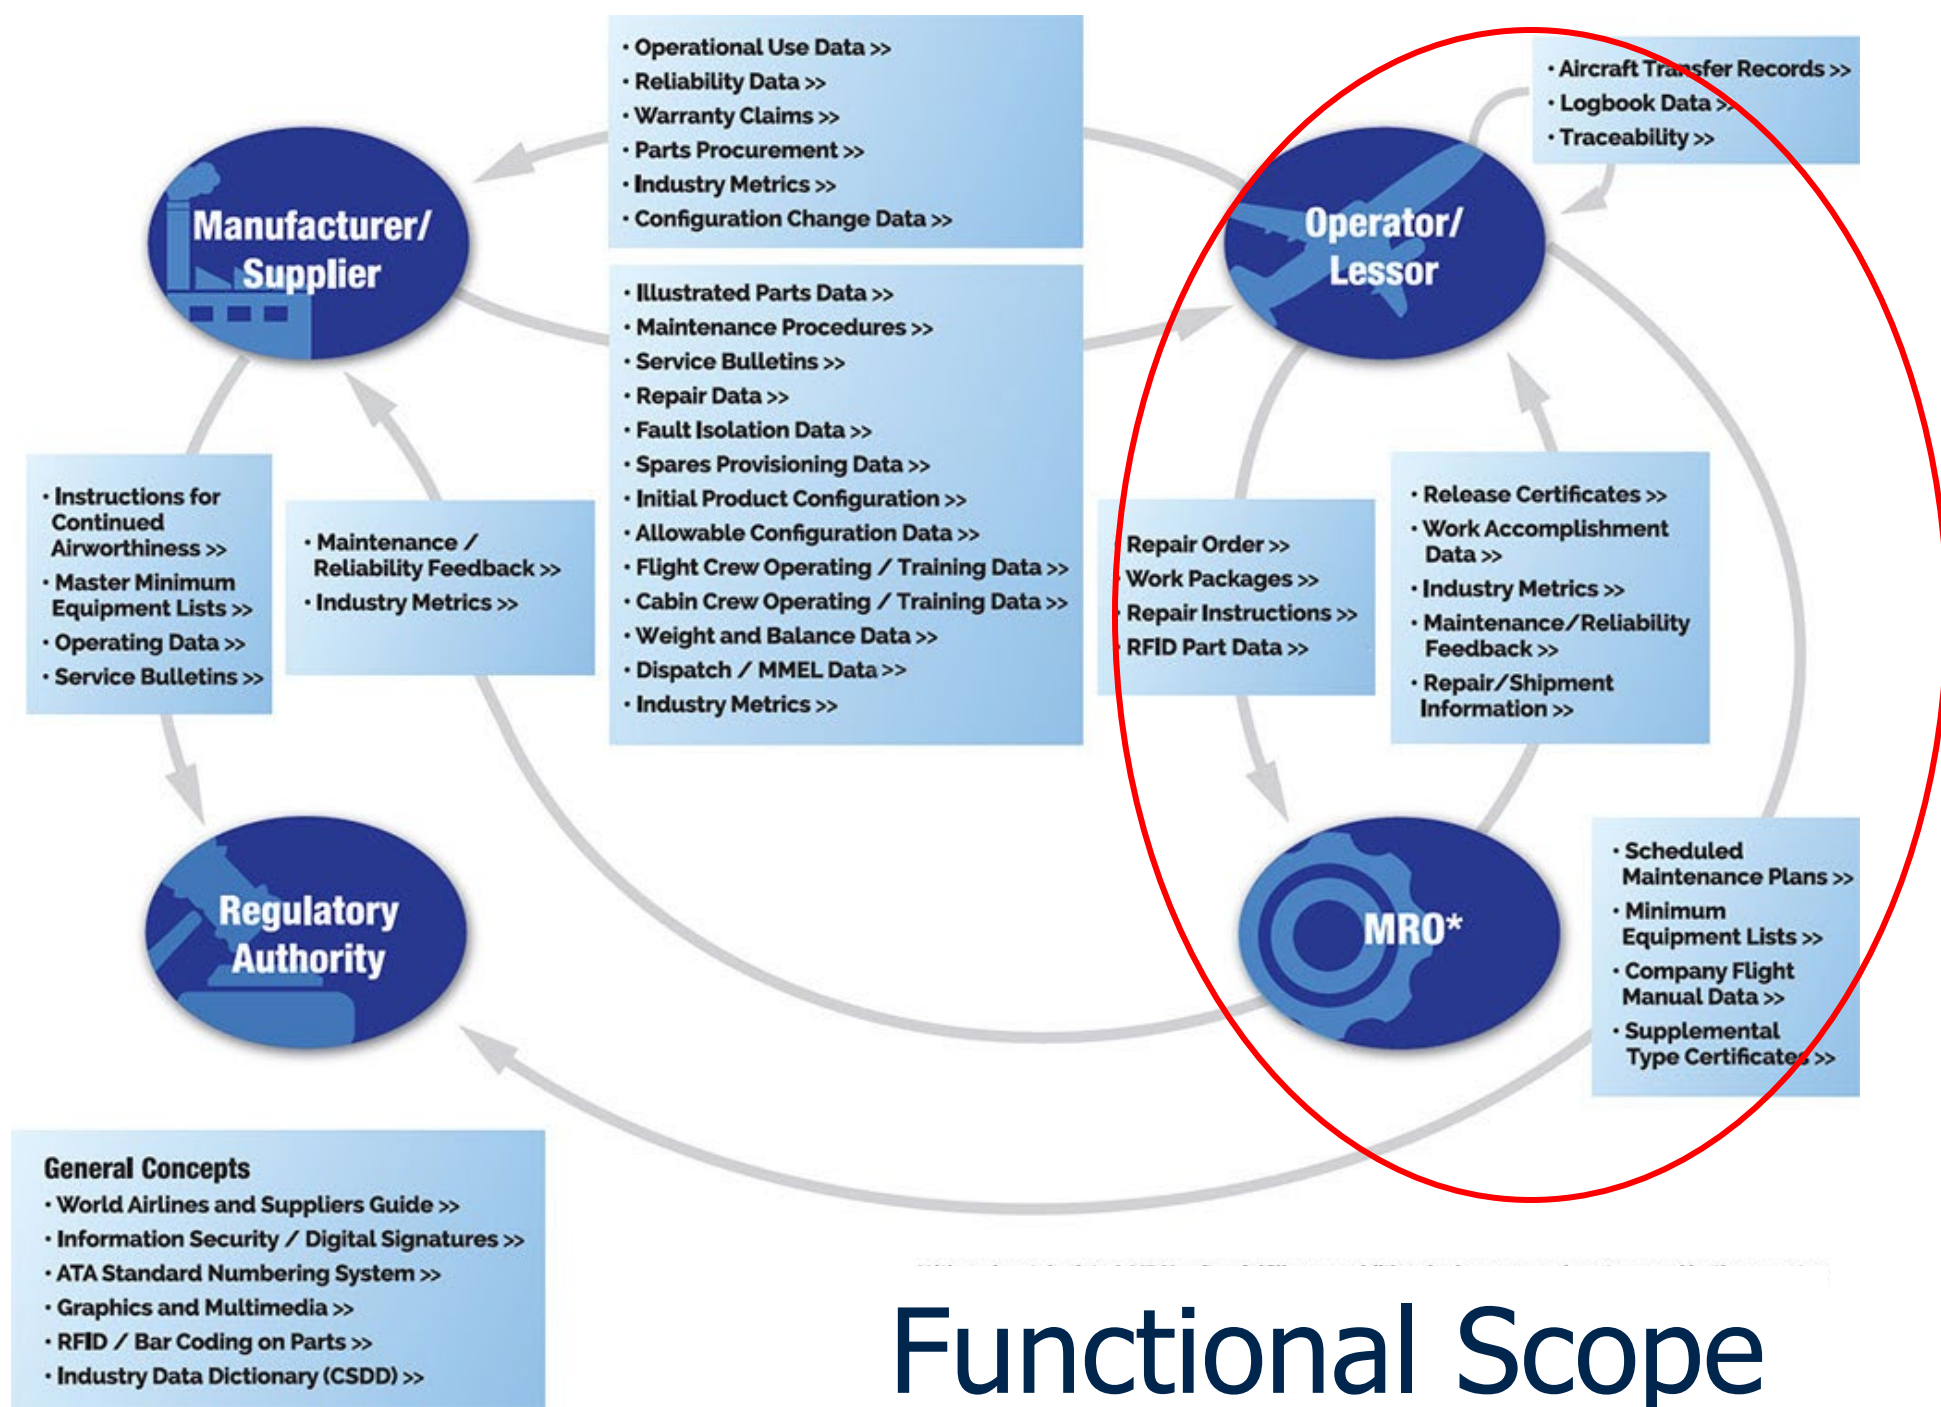 • Operational Use Data >>
• Reliability Data >>
• Warranty Claims >>
• Parts Procurement >>
• Industry Metrics >>
• Configuration Change Data >>
• Aircraft Transfer Records >>
• Logbook Data >>
• Traceability >>
Manufacturer/
Supplier
Operator/
Lessor
• Illustrated Parts Data >>
• Maintenance Procedures >>
• Service Bulletins >>
• Repair Data >>
• Fault Isolation Data >>
• Spares Provisioning Data >>
• Initial Product Configuration >>
• Allowable Configuration Data >>
• Flight Crew Operating / Training Data >>
• Cabin Crew Operating / Training Data >>
• Weight and Balance Data >>
• Dispatch / MMEL Data >>
• Industry Metrics >>
• Instructions for
Continued
Airworthiness >>
• Master Minimum
Equipment Lists >>
• Operating Data >>
• Service Bulletins >>
• Maintenance /
Reliability Feedback >>
• Industry Metrics >>
• Repair Order >>
• Work Packages >>
• Repair Instructions >>
• RFID Part Data >>
• Release Certificates >>
• Work Accomplishment
Data >>
• Industry Metrics >>
• Maintenance/Reliability
Feedback >>
• Repair/Shipment
Information >>
Regulatory
Authority
MRO*
• Scheduled
Maintenance Plans >>
• Minimum
Equipment Lists >>
• Company Flight
Manual Data >>
• Supplemental
Type Certificates >>
General Concepts
• World Airlines and Suppliers Guide >>
• Information Security / Digital Signatures >>
• ATA Standard Numbering System >>
• Graphics and Multimedia >>
• RFID / Bar Coding on Parts >>
• Industry Data Dictionary (CSDD) >>
Functional Scope